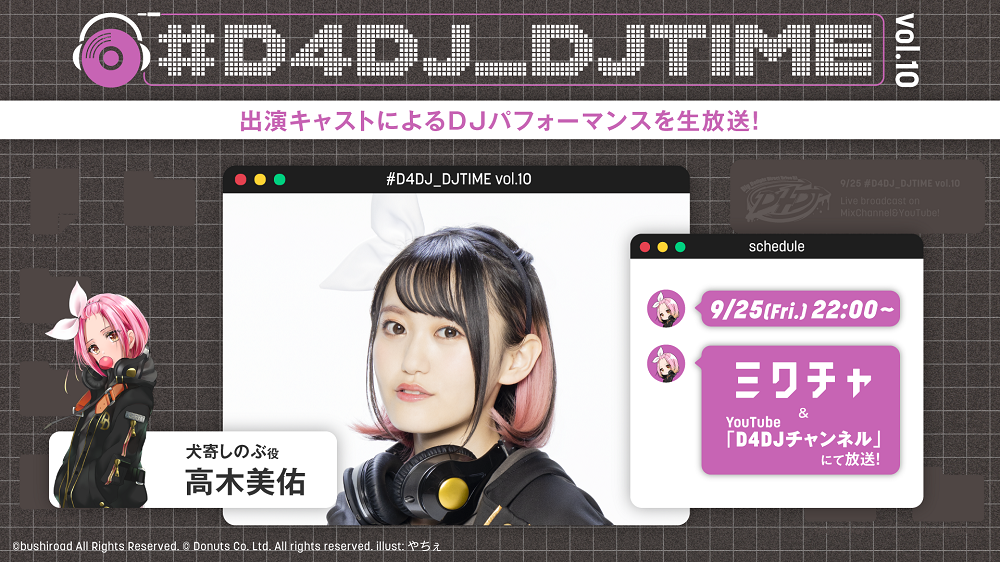 #D4DJ_DJTIME
vol.10
出演キャストによるDJパフォーマンスを生放送!
#D4DJ_DJTIME vol.10
D4DJ
9/25 #D4DJ_DJTIME vol.10
Live broadcast on
MixChannel&YouTube!
schedule
9/25(Fri.) 22:00~
ミクチャ
&
YouTube
「D4DJチャンネル」
にて放送!
犬寄しのぶ役
高木美佑
©bushiroad All Rights Reserved. © Donuts Co. Ltd. All rights reserved. illust: やちぇ